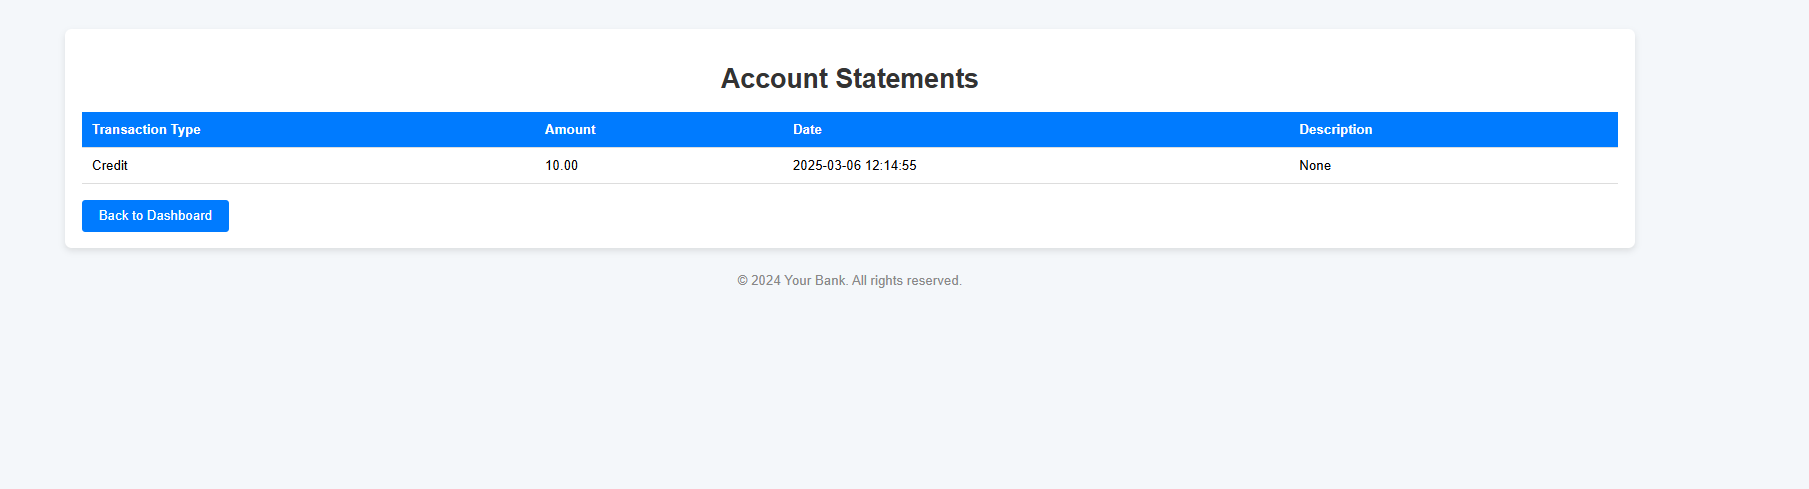 Account Statements
Transaction Type Amount Date Description
Credit 10.00 2025-03-06 12:14:55 None
Back to Dashboard
© 2024 Your Bank. All rights reserved.